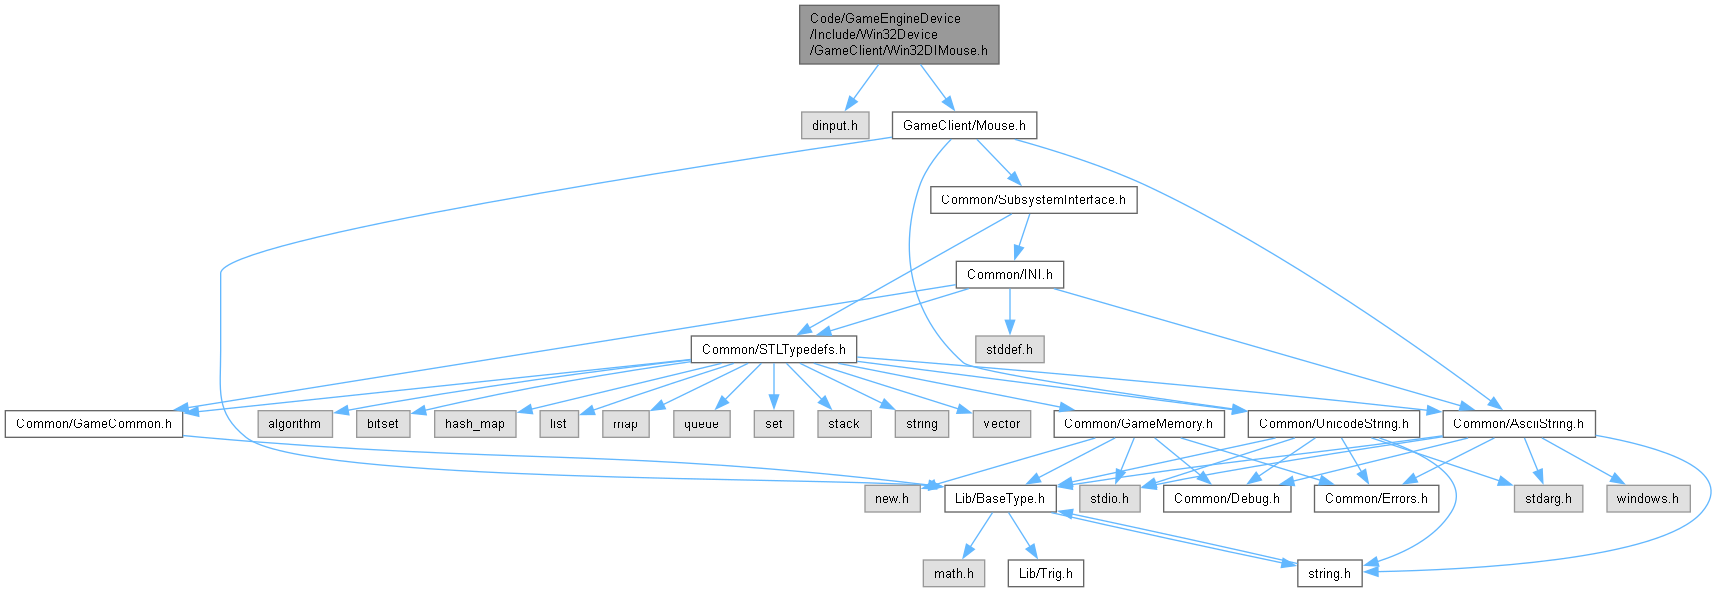 Code/GameEngineDevice
/Include/Win32Device
/GameClient/Win32DIMouse.h
dinput.h
GameClient/Mouse.h
Common/SubsystemInterface.h
Common/INI.h
Common/STLTypedefs.h
stddef.h
Common/GameCommon.h
algorithm
bitset
hash_map
list
map
queue
set
stack
string
vector
Common/GameMemory.h
Common/UnicodeString.h
Common/AsciiString.h
new.h
Lib/BaseType.h
stdio.h
Common/Debug.h
Common/Errors.h
stdarg.h
windows.h
math.h
Lib/Trig.h
string.h